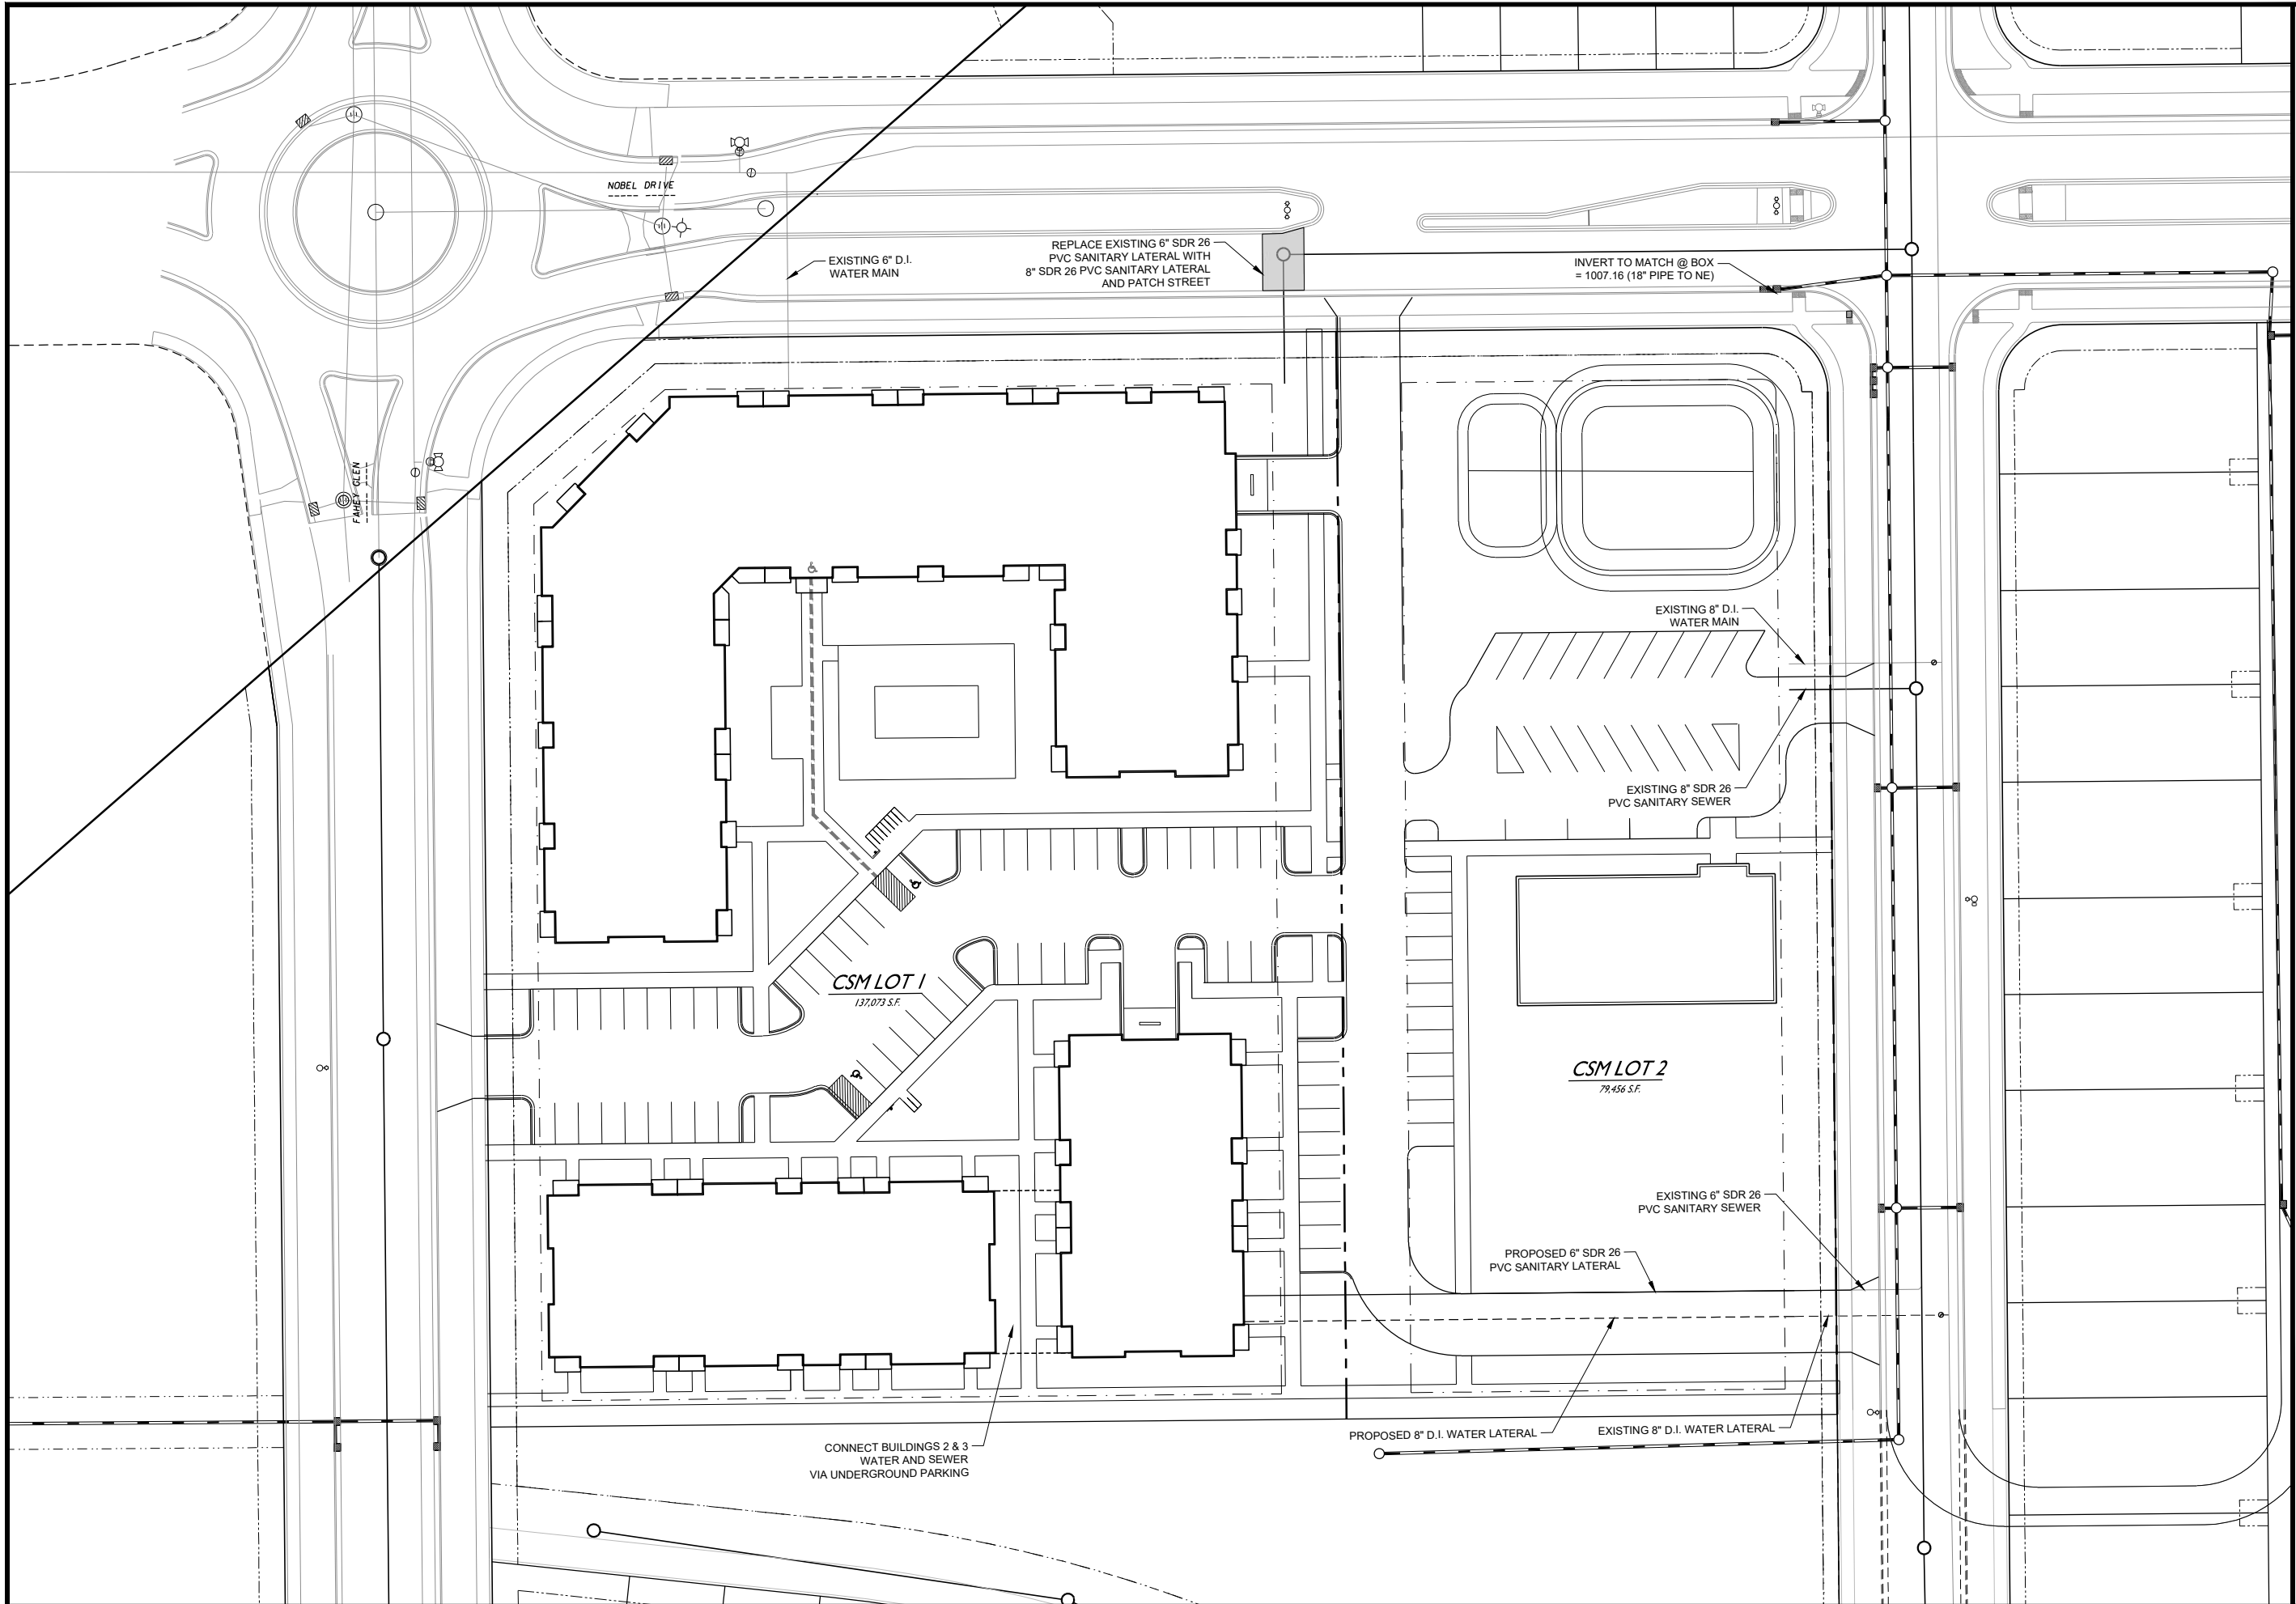 NOBEL DRIVE
EXISTING 6" D.I.
WATER MAIN
REPLACE EXISTING 6" SDR 26
PVC SANITARY LATERAL WITH
8" SDR 26 PVC SANITARY LATERAL
AND PATCH STREET
INVERT TO MATCH @ BOX
= 1007.16 (18" PIPE TO NE)
FAHEY GLEN
EXISTING 8" D.I.
WATER MAIN
EXISTING 8" SDR 26
PVC SANITARY SEWER
CSM LOT 1
137,073 S.F.
CSM LOT 2
79,456 S.F.
EXISTING 6" SDR 26
PVC SANITARY SEWER
PROPOSED 6" SDR 26
PVC SANITARY LATERAL
PROPOSED 8" D.I. WATER LATERAL
EXISTING 8" D.I. WATER LATERAL
CONNECT BUILDINGS 2 & 3
WATER AND SEWER
VIA UNDERGROUND PARKING